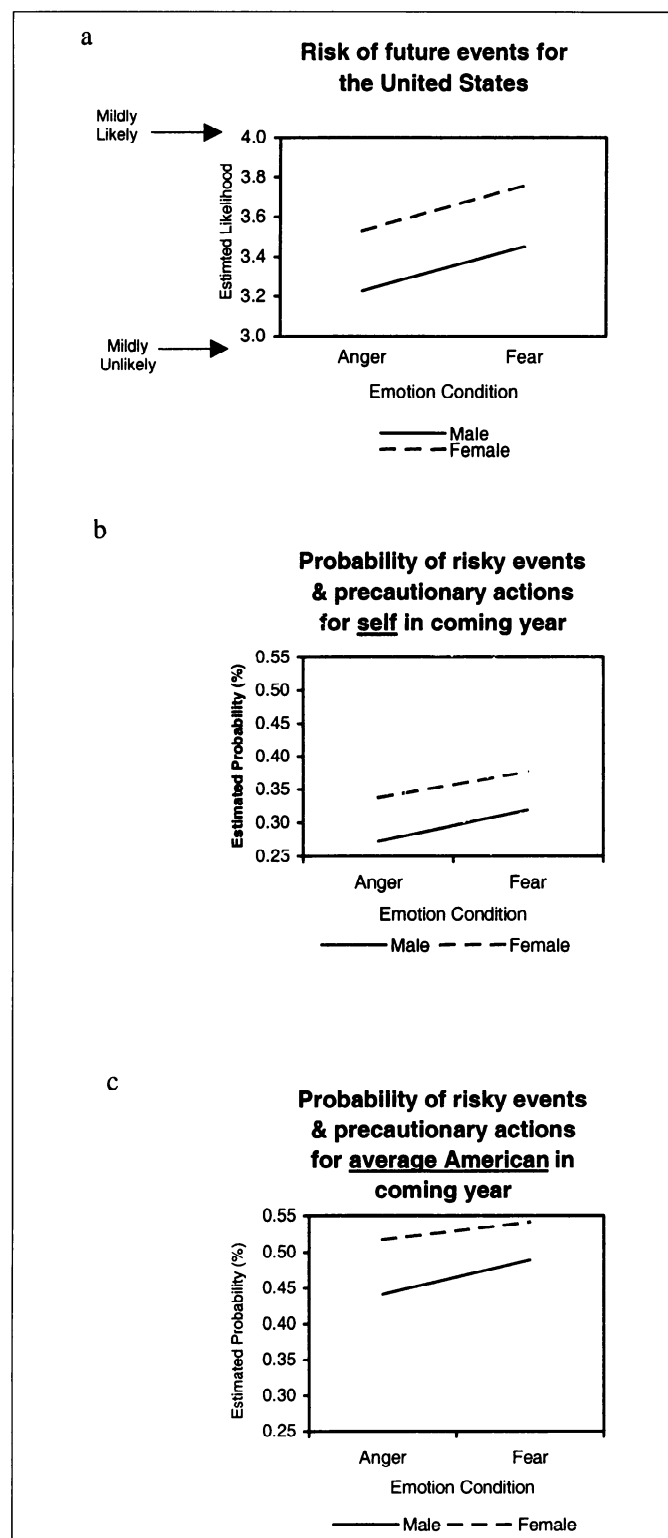 a
Risk of future events for
the United States
Mildly
Likely
4.0
3.8
3.6
3.4
3.2
3.0
Estimted Likelihood
Mildly
Unlikely
Anger Fear
Emotion Condition
Male
Female
b
Probability of risky events
& precautionary actions
for self in coming year
0.55
0.50
0.45
0.40
0.35
0.30
0.25
Estimated Probability (%)
Anger Fear
Emotion Condition
Male Female
c
Probability of risky events
& precautionary actions
for average American in
coming year
0.55
0.50
0.45
0.40
0.35
0.30
0.25
Estimated Probability (%)
Anger Fear
Emotion Condition
Male Female